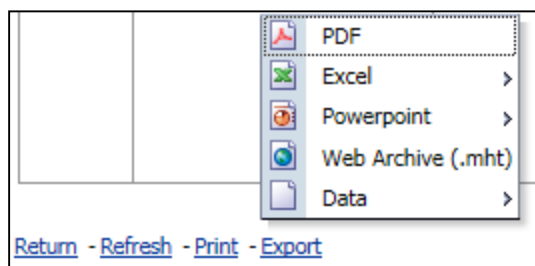 PDF
Excel
Powerpoint
Web Archive (.mht)
Data
Return - Refresh - Print - Export